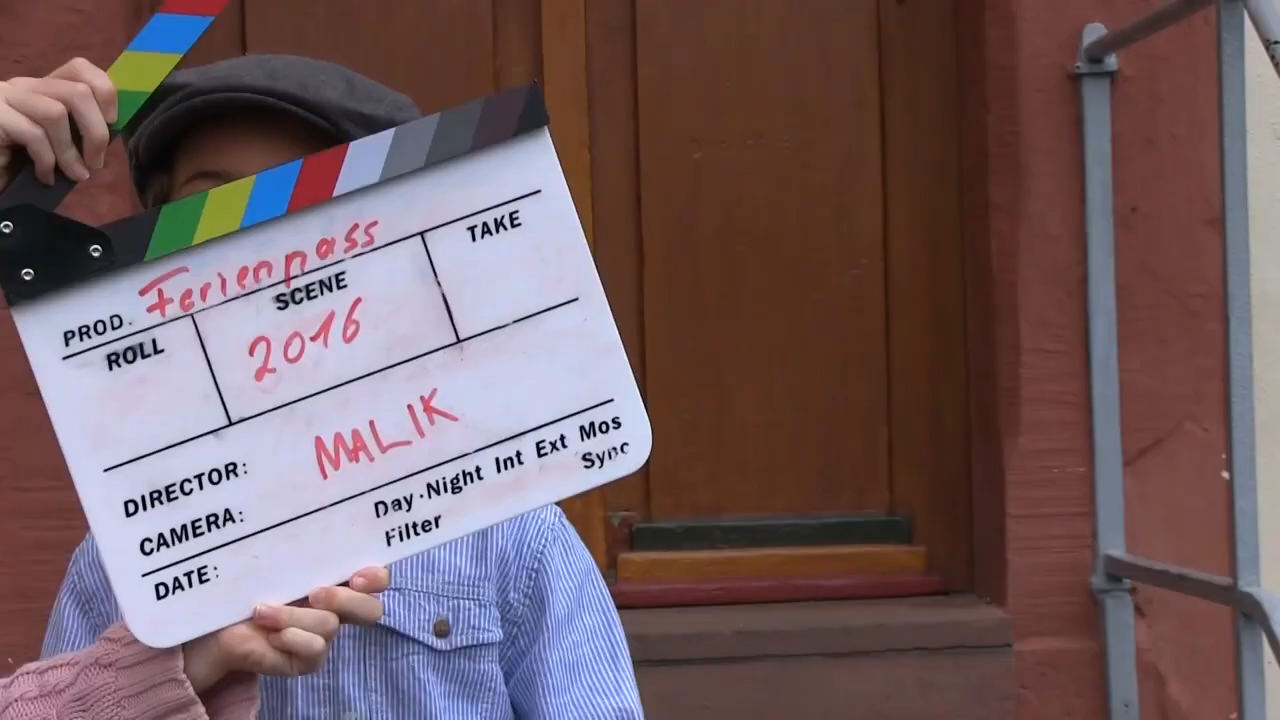 PROD. Ferienpass
ROLL
SCENE
TAKE
2016
DIRECTOR: MALIK
CAMERA:
Day·Night Int Ext Mos
DATE:
Filter
Sync